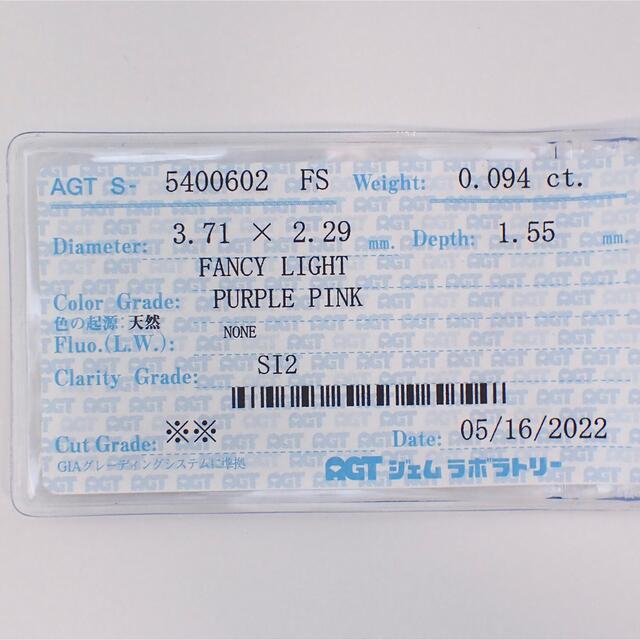 AGT S- 5400602 FS Weight: 0.094 ct.
Diameter: 3.71 × 2.29 mm. Depth: 1.55 mm.
FANCY LIGHT
Color Grade: PURPLE PINK
色の起源:天然
Fluo.(L.W.): NONE
Clarity Grade: SI2
Cut Grade: ※※ Date: 05/16/2022
GIAグレーディングシステムに準拠
AGT ジェムラボラトリー